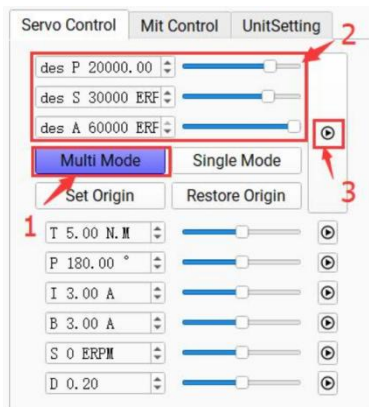 Servo Control Mit Control UnitSetting
2
des P 20000.00
des S 30000 ERF
des A 60000 ERF
Multi Mode Single Mode
3
Set Origin Restore Origin
1
T 5.00 N.M
P 180.00 °
I 3.00 A
B 3.00 A
S 0 ERPM
D 0.20